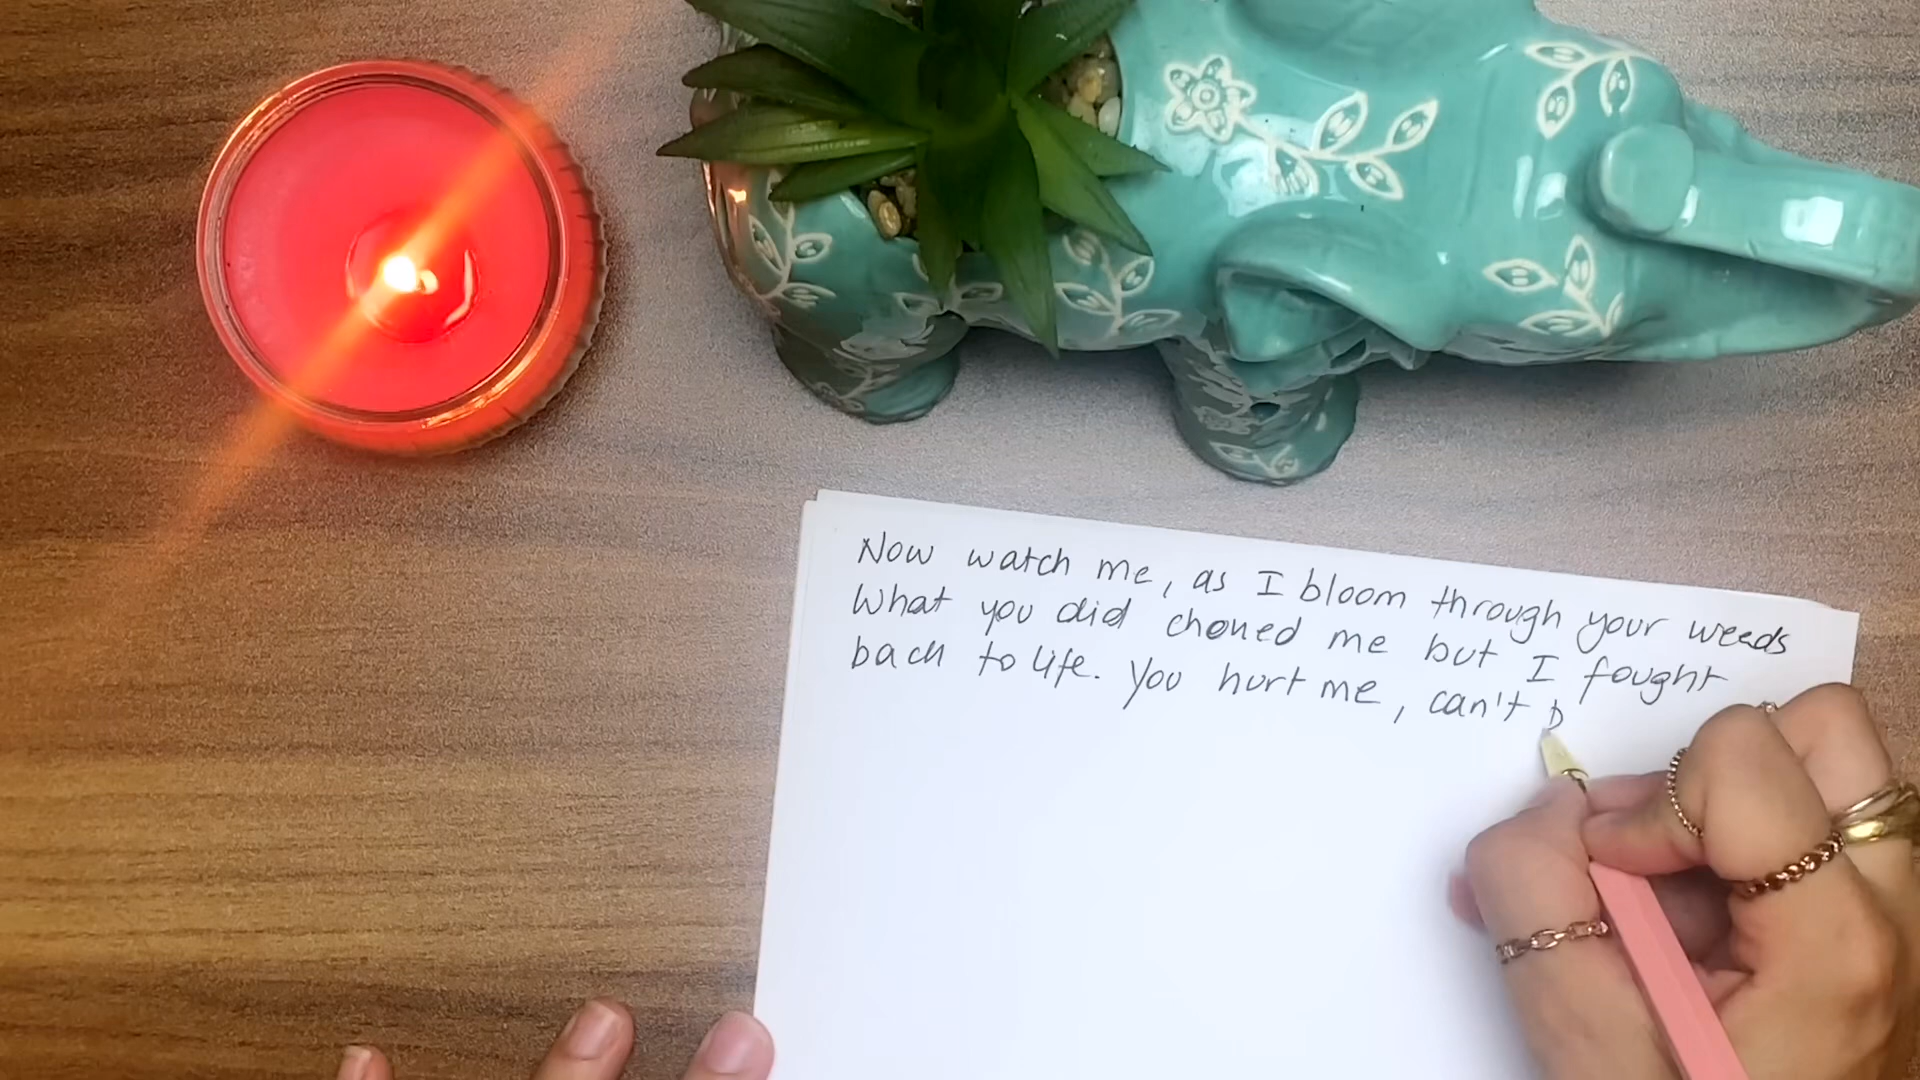 Now watch me, as I bloom through your weeds
What you did choked me but I fought
back to life. You hurt me, can't b